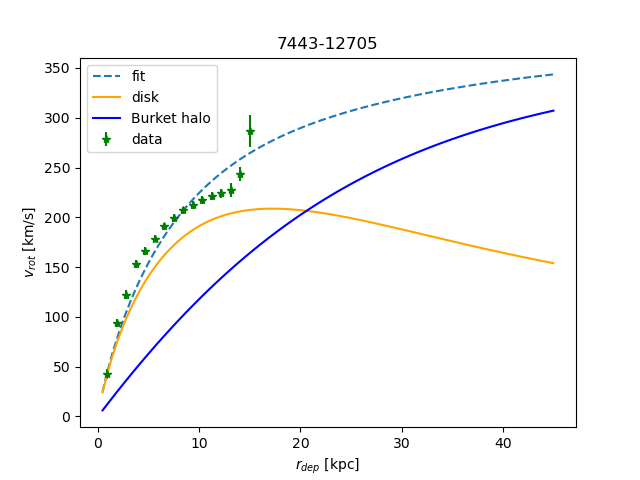 7443-12705
fit
disk
Burket halo
data
350
300
250
200
150
100
50
0
v_rot [km/s]
0 10 20 30 40
r_dep [kpc]